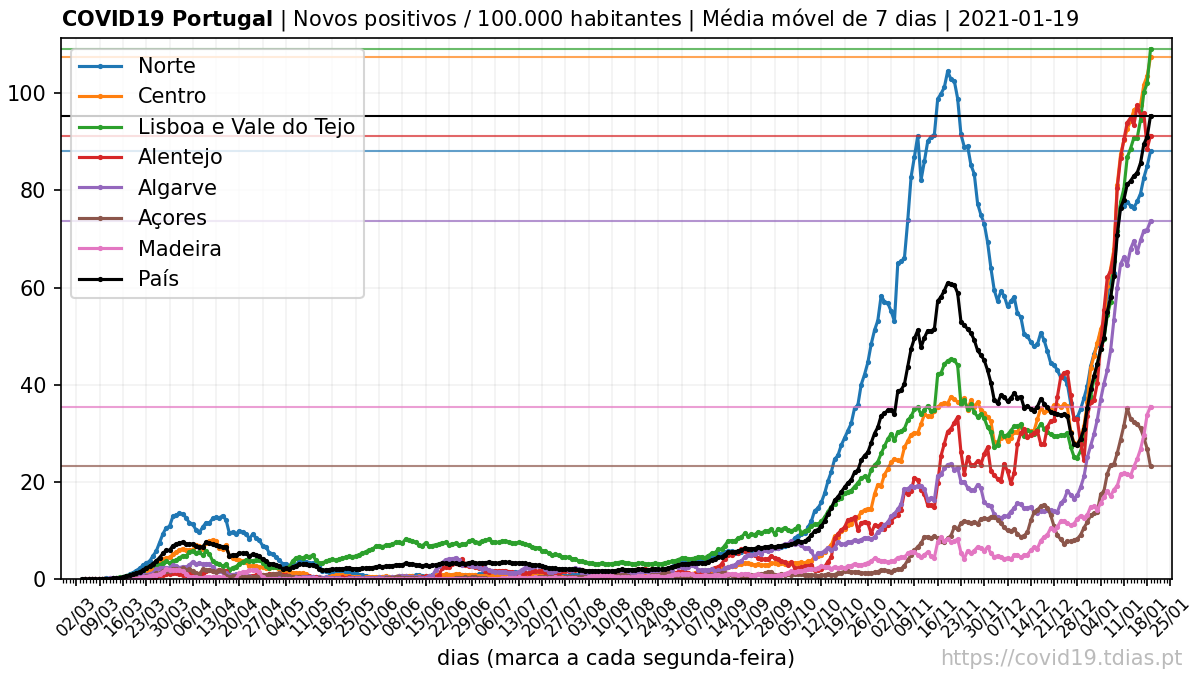 COVID19 Portugal | Novos positivos / 100.000 habitantes | Média móvel de 7 dias | 2021-01-19
Norte
Centro
Lisboa e Vale do Tejo
Alentejo
Algarve
Açores
Madeira
País
100
80
60
40
20
0
02/03 09/03 16/03 23/03 30/03 06/04 13/04 20/04 27/04 04/05 11/05 18/05 25/05 01/06 08/06 15/06 22/06 29/06 06/07 13/07 20/07 27/07 03/08 10/08 17/08 24/08 31/08 07/09 14/09 21/09 28/09 05/10 12/10 19/10 26/10 02/11 09/11 16/11 23/11 30/11 07/12 14/12 21/12 28/12 04/01 11/01 18/01 25/01
dias (marca a cada segunda-feira)
https://covid19.tdias.pt